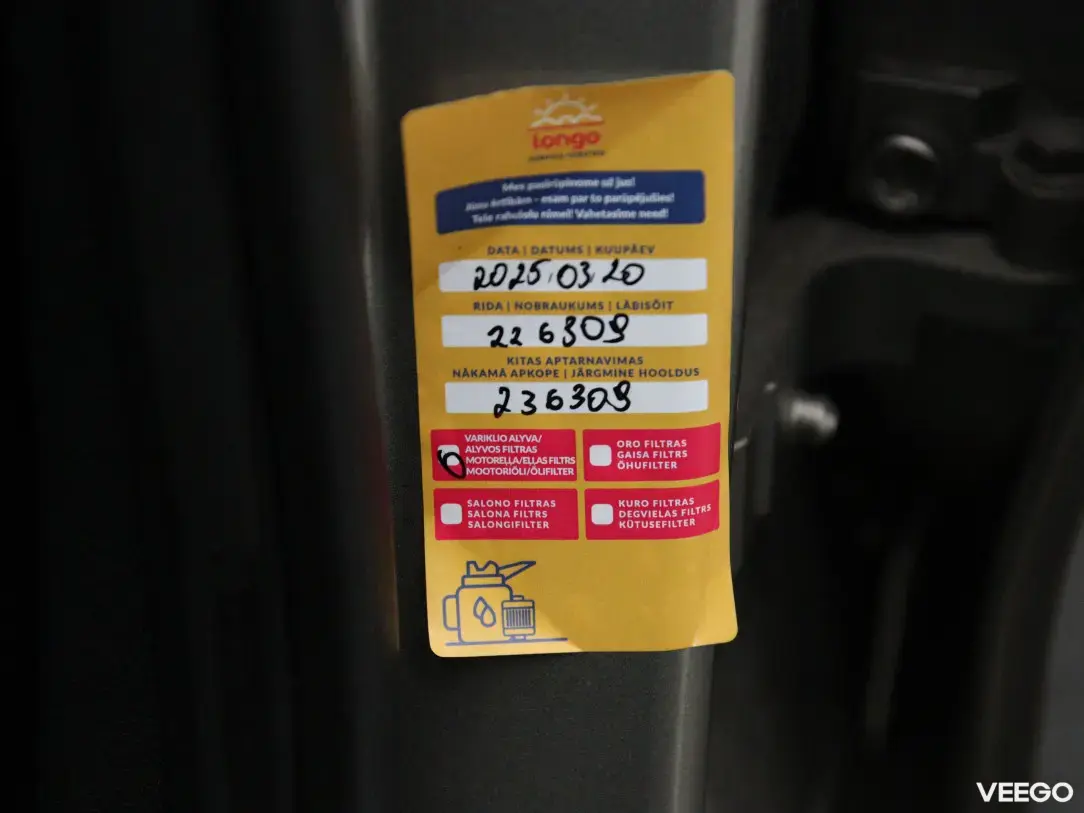 longo
Mes pasirūpinome už jus!
Jūsu ērtībām - esam par to parūpējušies!
Teie rahulolu nimel! Vahetasime need!
DATA | DATUMS | KUUPÄEV
2025.03.20
RIDA | NOBRAUKUMS | LÄBISÕIT
226309
KITAS APTARNAVIMAS
NĀKAMĀ APKOPE | JÄRGMINE HOOLDUS
236309
VARIKLIO ALYVA/
ALYVOS FILTRAS
MOTOREĻĻA/EĻĻAS FILTRS
MOOTORIÕLI/ÕLIFILTER
ORO FILTRAS
GAISA FILTRS
ÕHUFILTER
SALONO FILTRAS
SALONA FILTRS
SALONGIFILTER
KURO FILTRAS
DEGVIELAS FILTRS
KÜTUSEFILTER
VEEGO